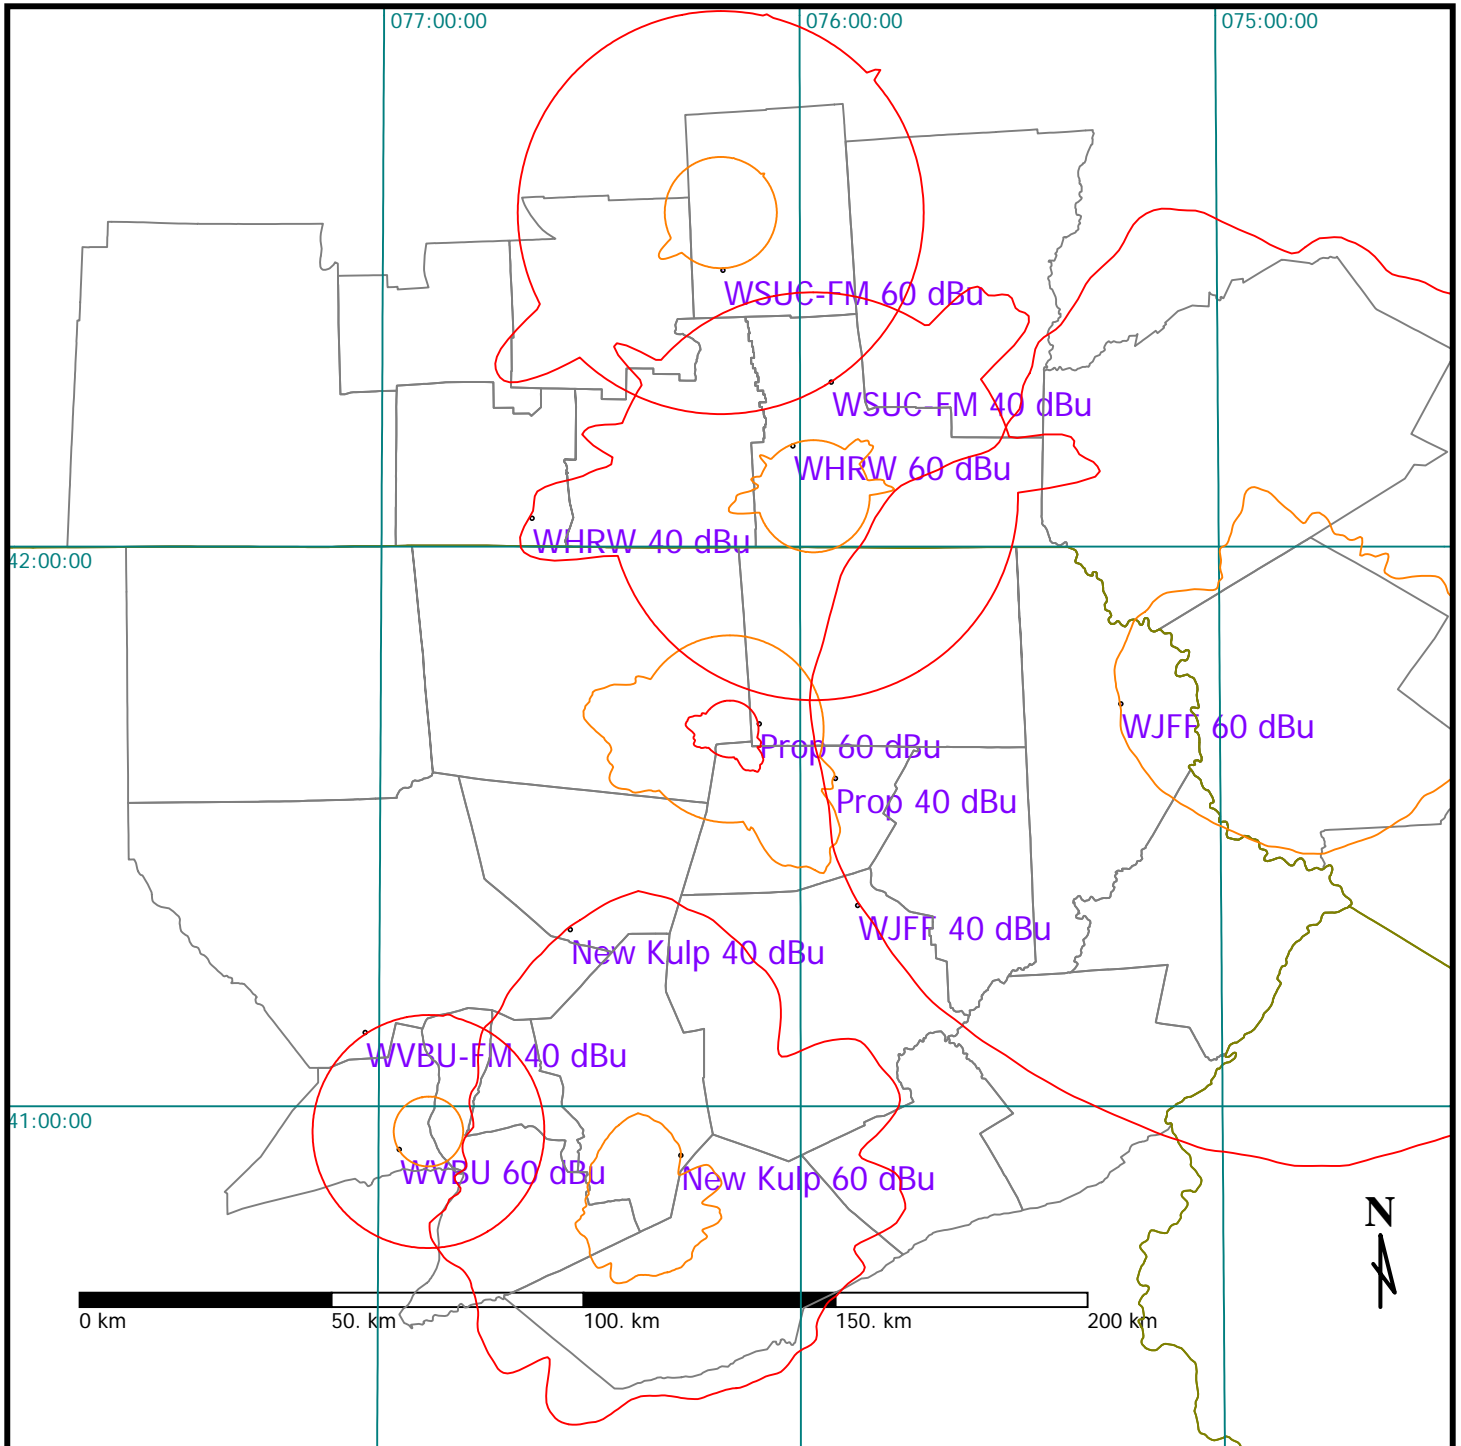 077:00:00
076:00:00
075:00:00
WSUC-FM 60 dBu
WSUC-FM 40 dBu
WHRW 60 dBu
WHRW 40 dBu
42:00:00
WJFF 60 dBu
Prop 60 dBu
Prop 40 dBu
WJFF 40 dBu
New Kulp 40 dBu
WVBU-FM 40 dBu
41:00:00
WVBU 60 dBu
New Kulp 60 dBu
N
0 km
50. km
100. km
150. km
200 km